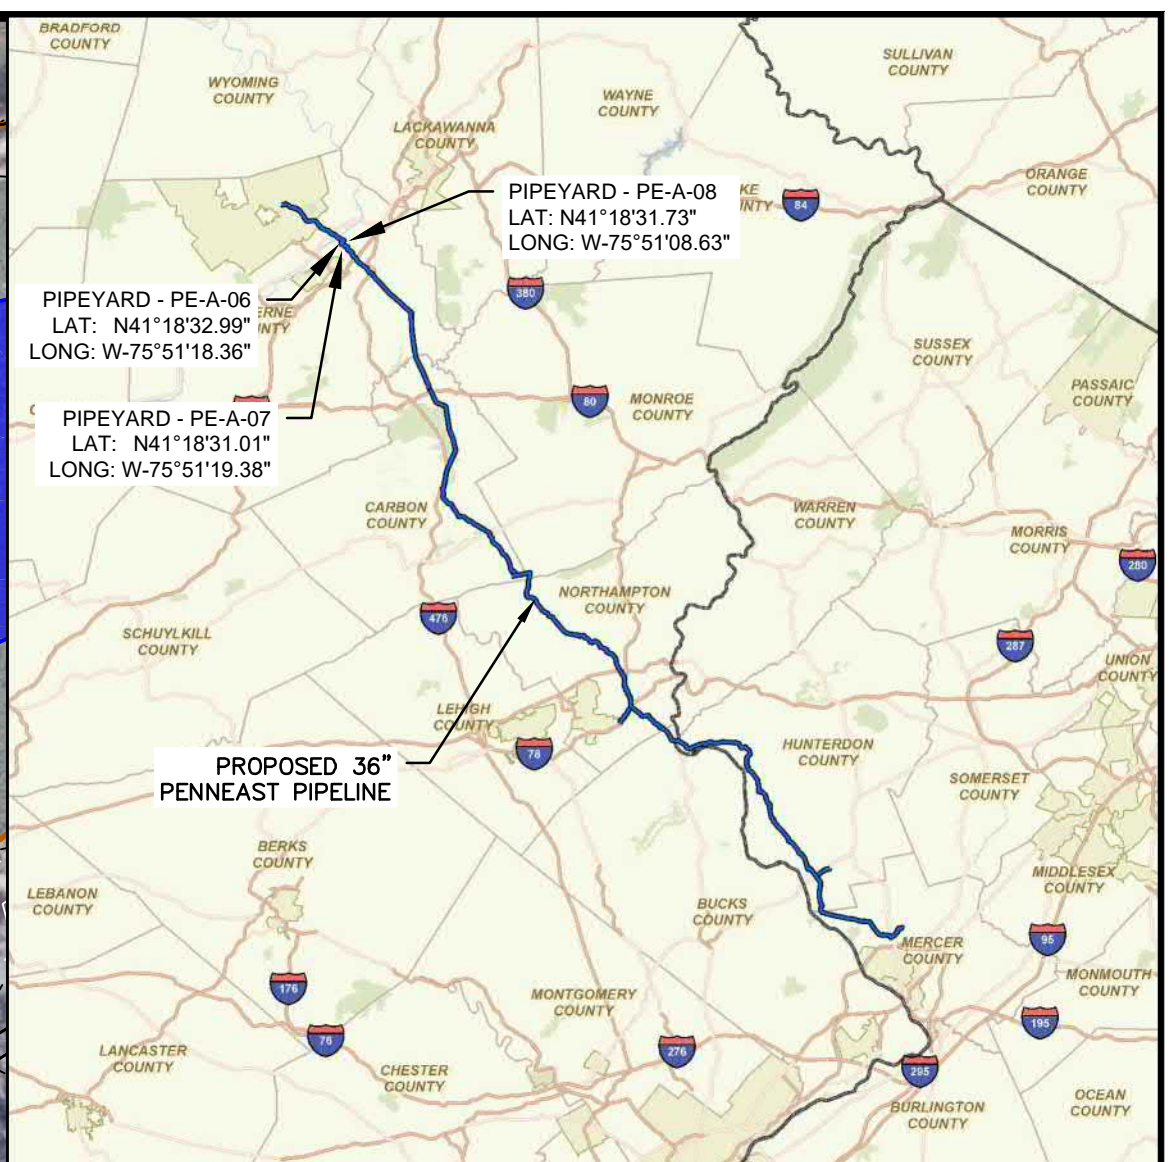 BRADFORD
COUNTY
WYOMING
COUNTY
WAYNE
COUNTY
SULLIVAN
COUNTY
LACKAWANNA
COUNTY
ORANGE
COUNTY
84
PIPEYARD - PE-A-08
LAT: N41°18'31.73"
LONG: W-75°51'08.63"
PIPEYARD - PE-A-06
LAT: N41°18'32.99"
LONG: W-75°51'18.36"
380
SUSSEX
COUNTY
PASSAIC
COUNTY
80
MONROE
COUNTY
PIPEYARD - PE-A-07
LAT: N41°18'31.01"
LONG: W-75°51'19.38"
CARBON
COUNTY
WARREN
COUNTY
MORRIS
COUNTY
280
NORTHAMPTON
COUNTY
476
SCHUYLKILL
COUNTY
287
UNION
COUNTY
LEHIGH
COUNTY
78
HUNTERDON
COUNTY
SOMERSET
COUNTY
PROPOSED 36"
PENNEAST PIPELINE
BERKS
COUNTY
LEBANON
COUNTY
MIDDLESEX
COUNTY
BUCKS
COUNTY
95
MERCER
COUNTY
MONMOUTH
COUNTY
176
MONTGOMERY
COUNTY
195
76
276
LANCASTER
COUNTY
CHESTER
COUNTY
295
BURLINGTON
COUNTY
OCEAN
COUNTY